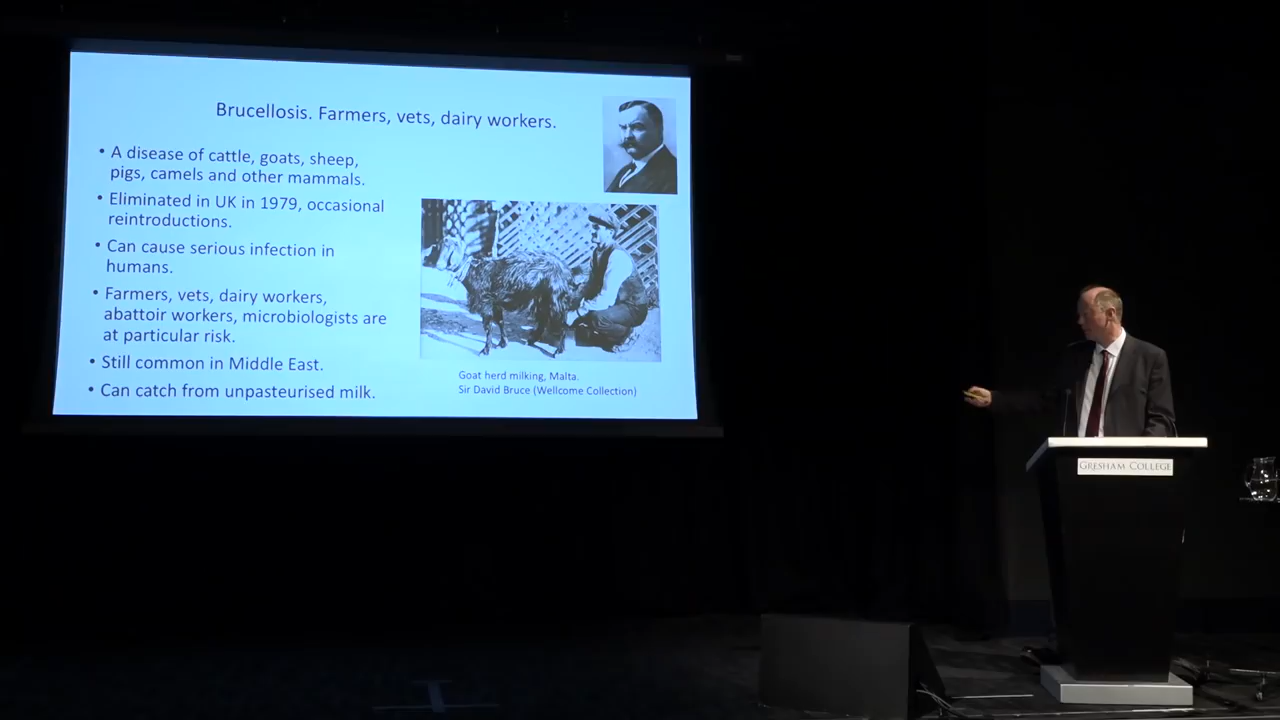 Brucellosis. Farmers, vets, dairy workers.
• A disease of cattle, goats, sheep,
pigs, camels and other mammals.
• Eliminated in UK in 1979, occasional
reintroductions.
• Can cause serious infection in
humans.
• Farmers, vets, dairy workers,
abattoir workers, microbiologists are
at particular risk.
• Still common in Middle East.
• Can catch from unpasteurised milk.
Goat herd milking, Malta.
Sir David Bruce (Wellcome Collection)
GRESHAM COLLEGE